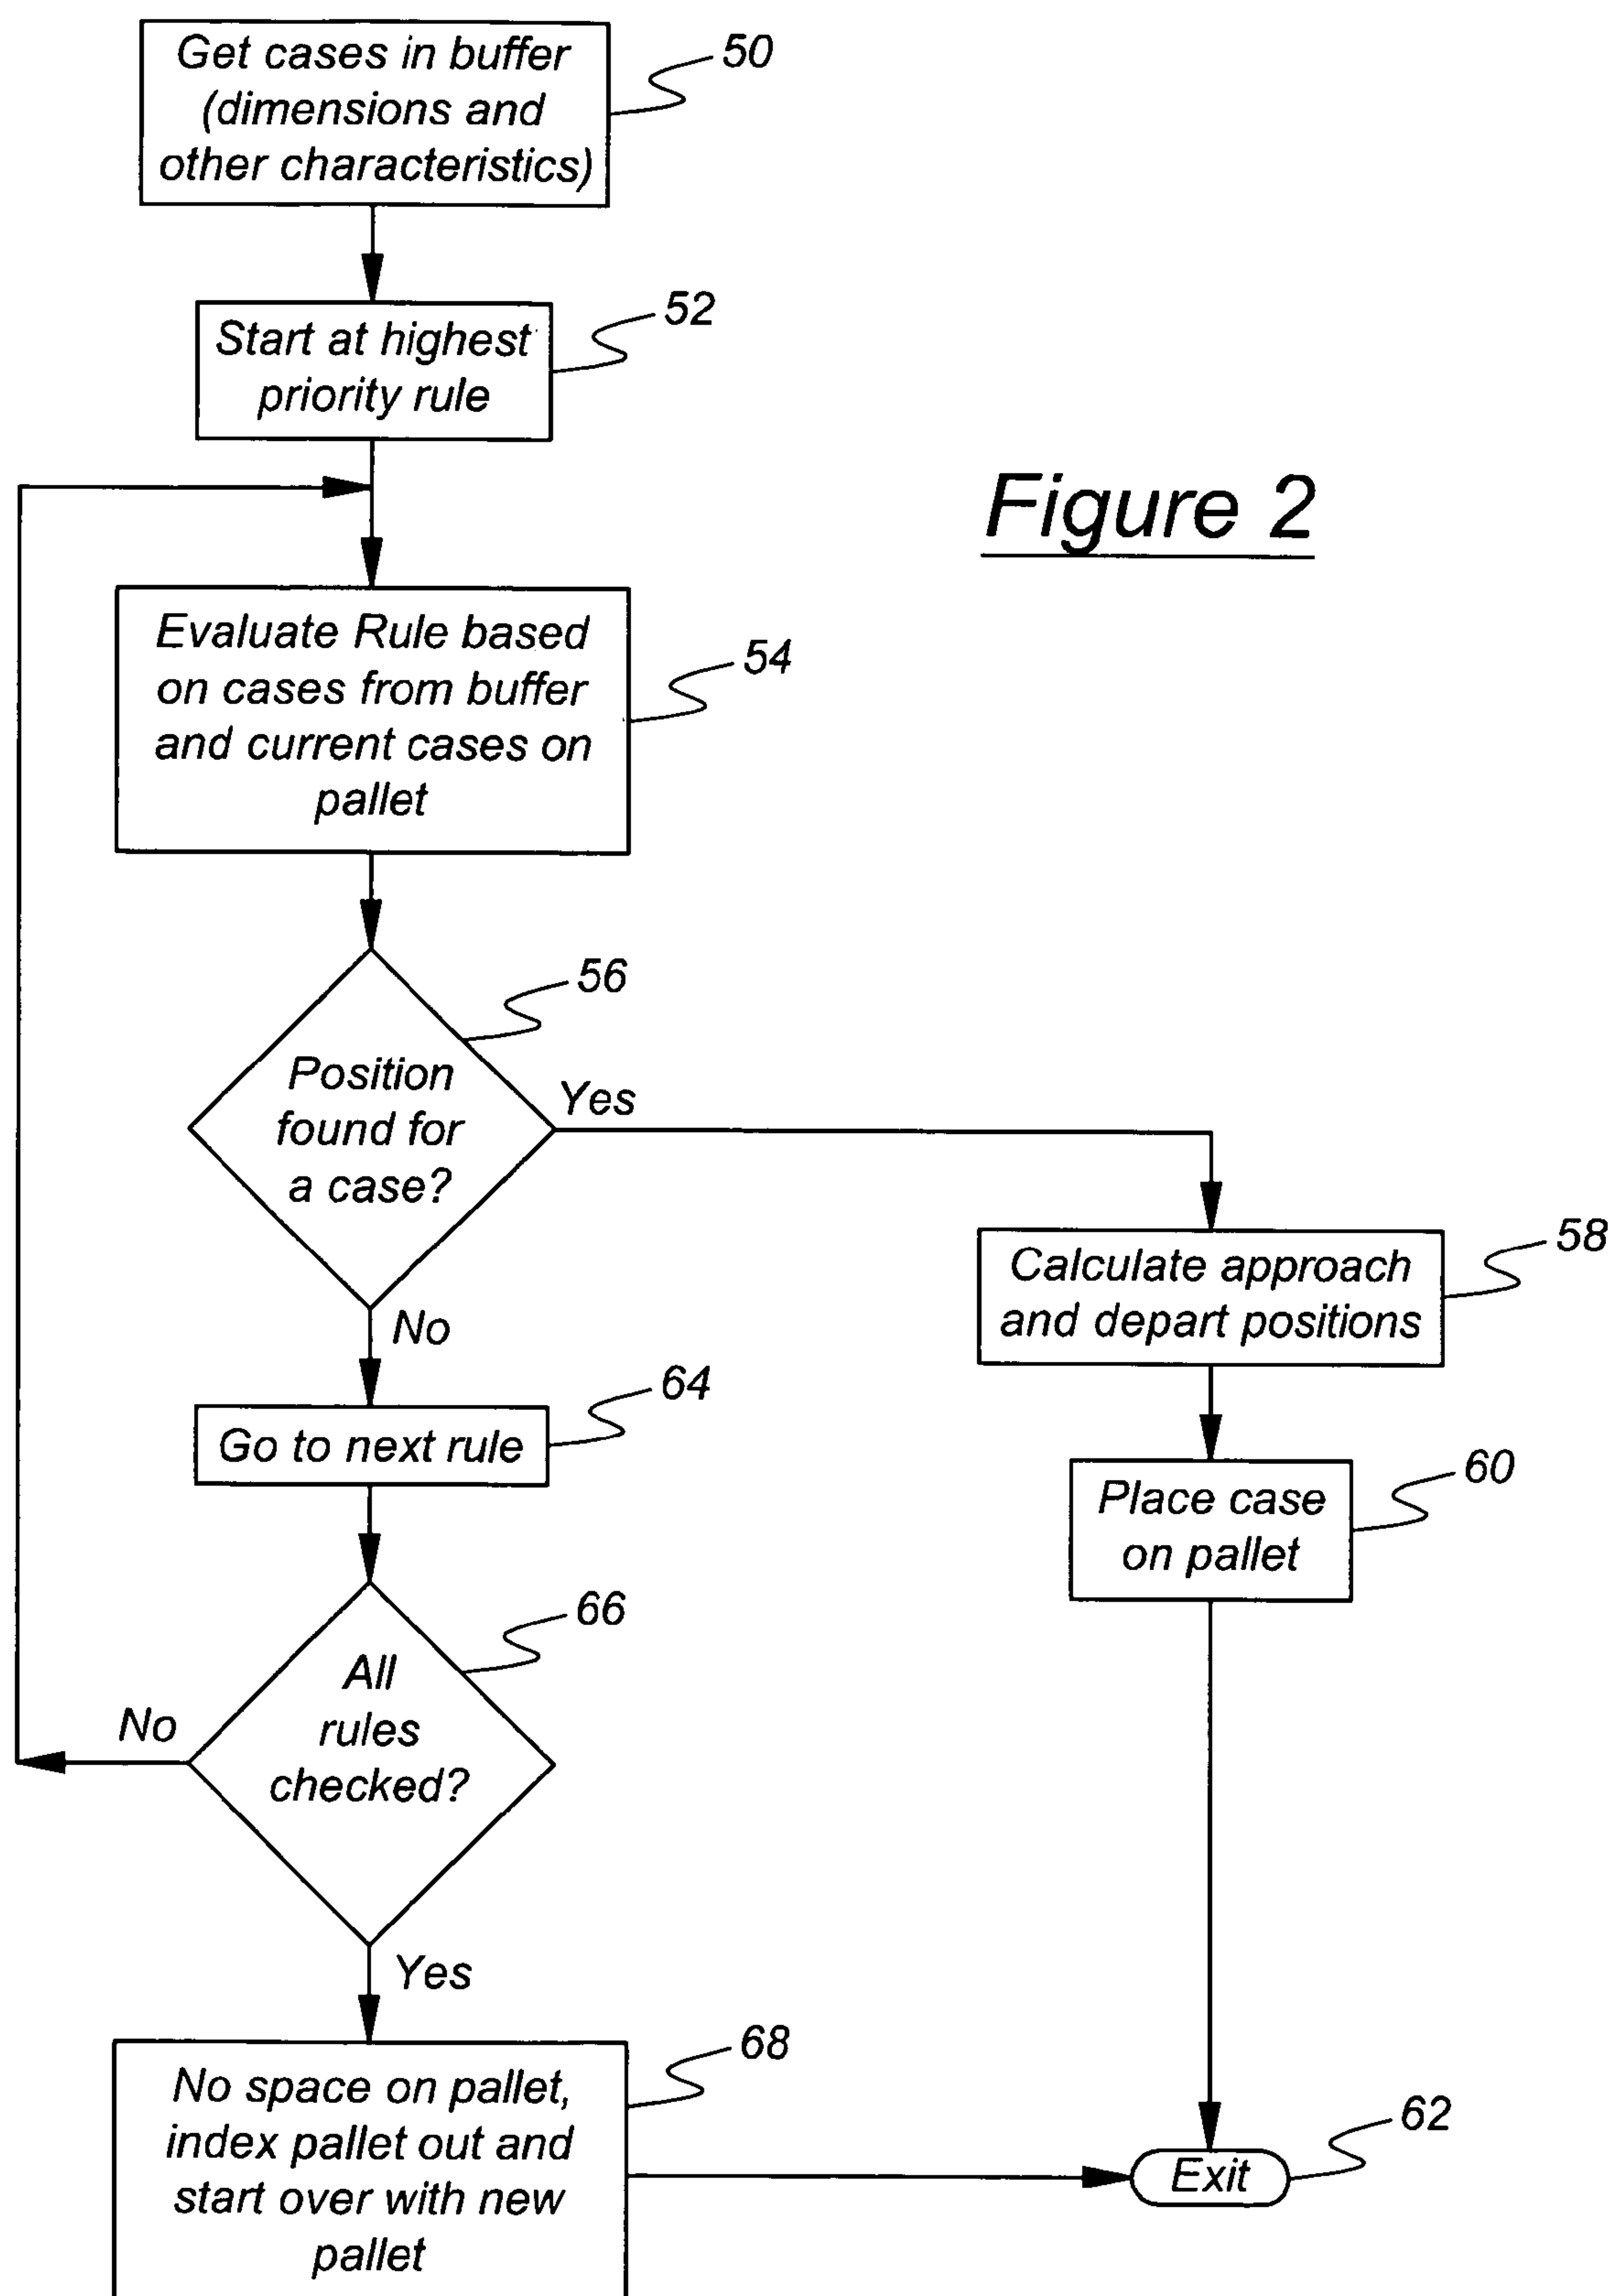 Get cases in buffer
(dimensions and
other characteristics)
50
Start at highest
priority rule
52
Figure 2
Evaluate Rule based
on cases from buffer
and current cases on
pallet
54
Position
found for
a case?
56
Yes
No
Calculate approach
and depart positions
58
Go to next rule
64
Place case
on pallet
60
All
rules
checked?
66
No
Yes
No space on pallet,
index pallet out and
start over with new
pallet
68
Exit
62